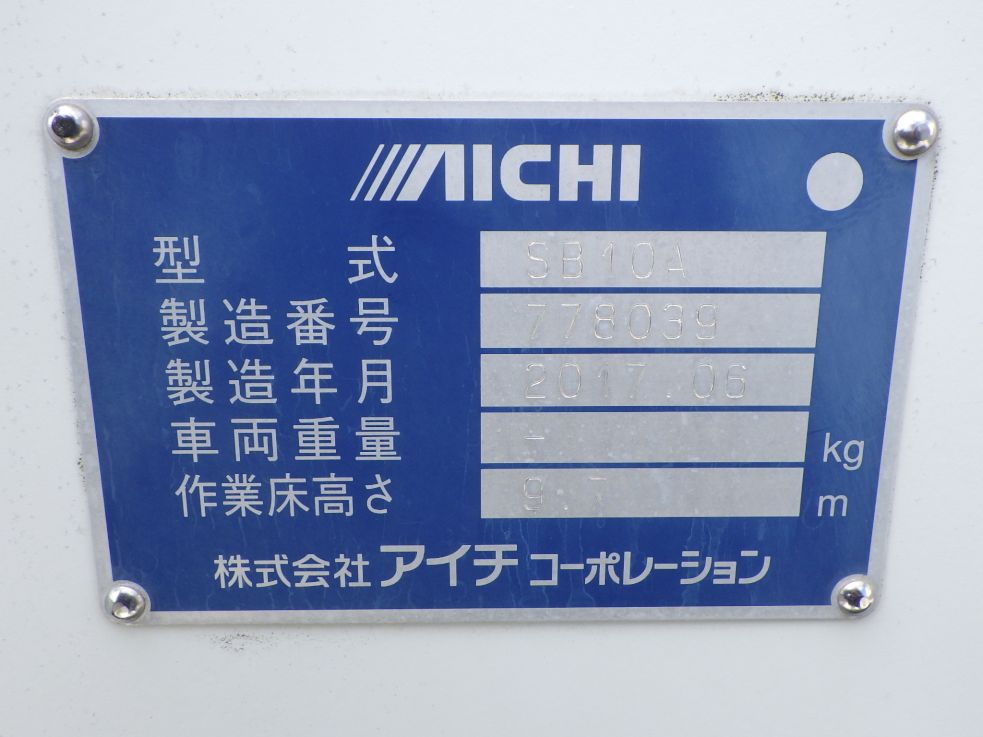 AICHI
型式 SB10A
製造番号 778039
製造年月 2017.06
車両重量 - kg
作業床高さ 9.7 m
株式会社アイチコーポレーション